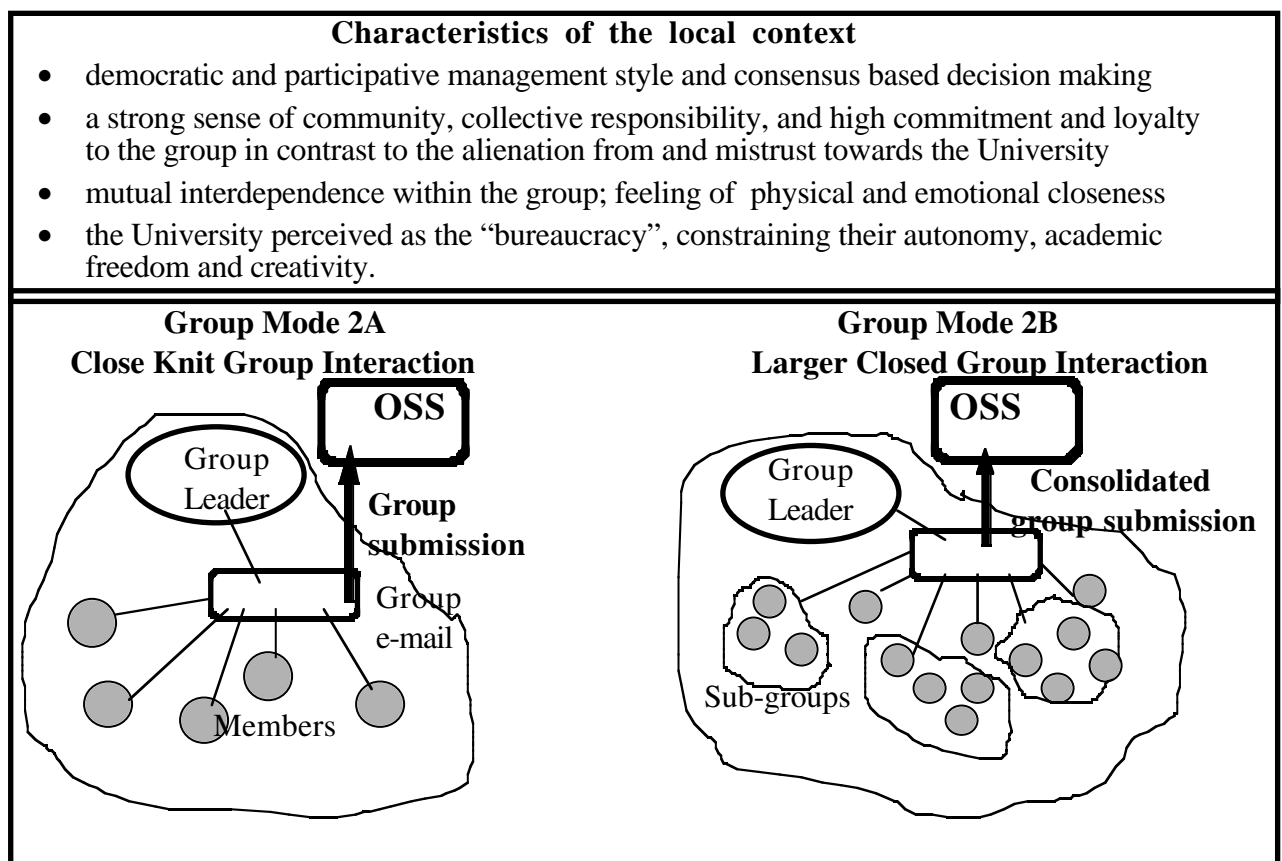 Characteristics of the local context
• democratic and participative management style and consensus based decision making
• a strong sense of community, collective responsibility, and high commitment and loyalty
to the group in contrast to the alienation from and mistrust towards the University
• mutual interdependence within the group; feeling of physical and emotional closeness
• the University perceived as the “bureaucracy”, constraining their autonomy, academic
freedom and creativity.
Group Mode 2A
Close Knit Group Interaction
OSS
Group
Leader
Group
submission
Group
e-mail
Members
Group Mode 2B
Larger Closed Group Interaction
OSS
Group
Leader
Consolidated
group submission
Sub-groups